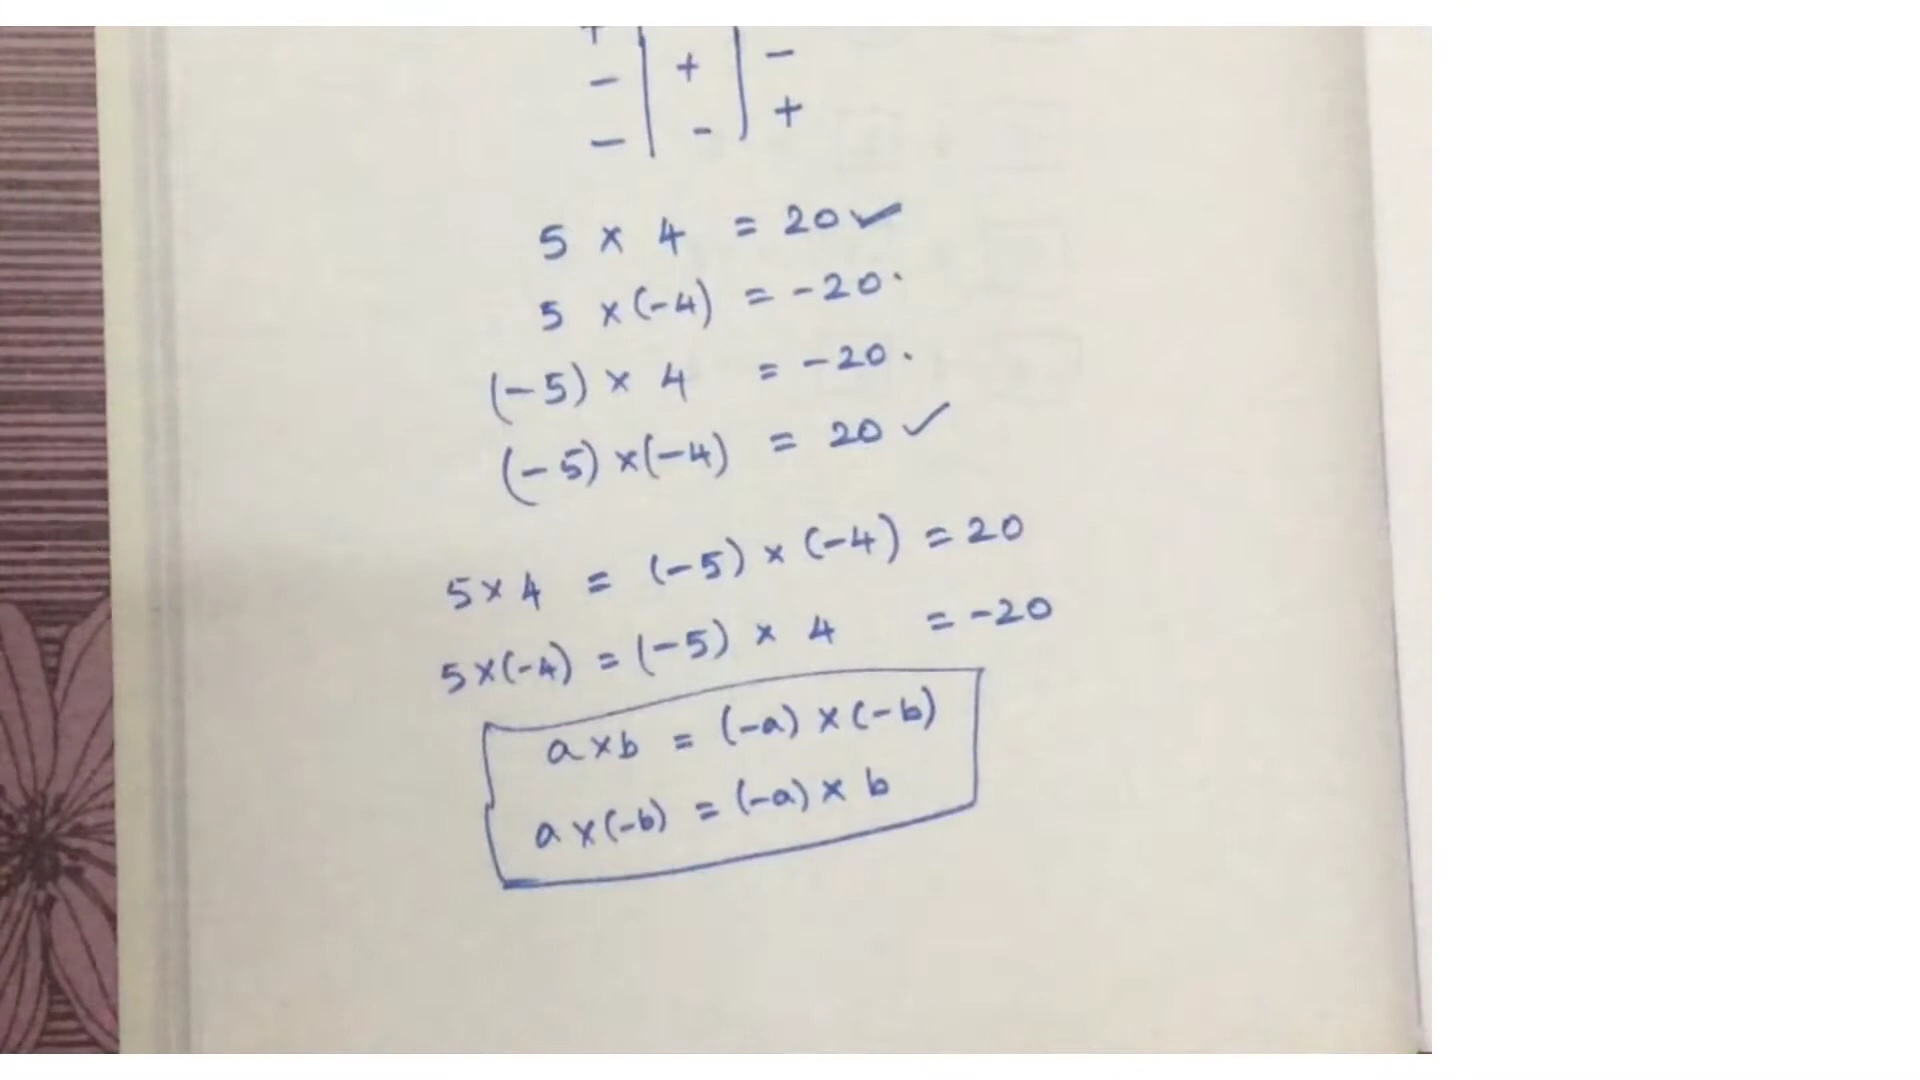 +
- | + | -
- | - | +
5 × 4 = 20 ✓
5 × (-4) = -20.
(-5) × 4 = -20.
(-5) × (-4) = 20 ✓
5 × 4 = (-5) × (-4) = 20
5 × (-4) = (-5) × 4 = -20
a × b = (-a) × (-b)
a × (-b) = (-a) × b